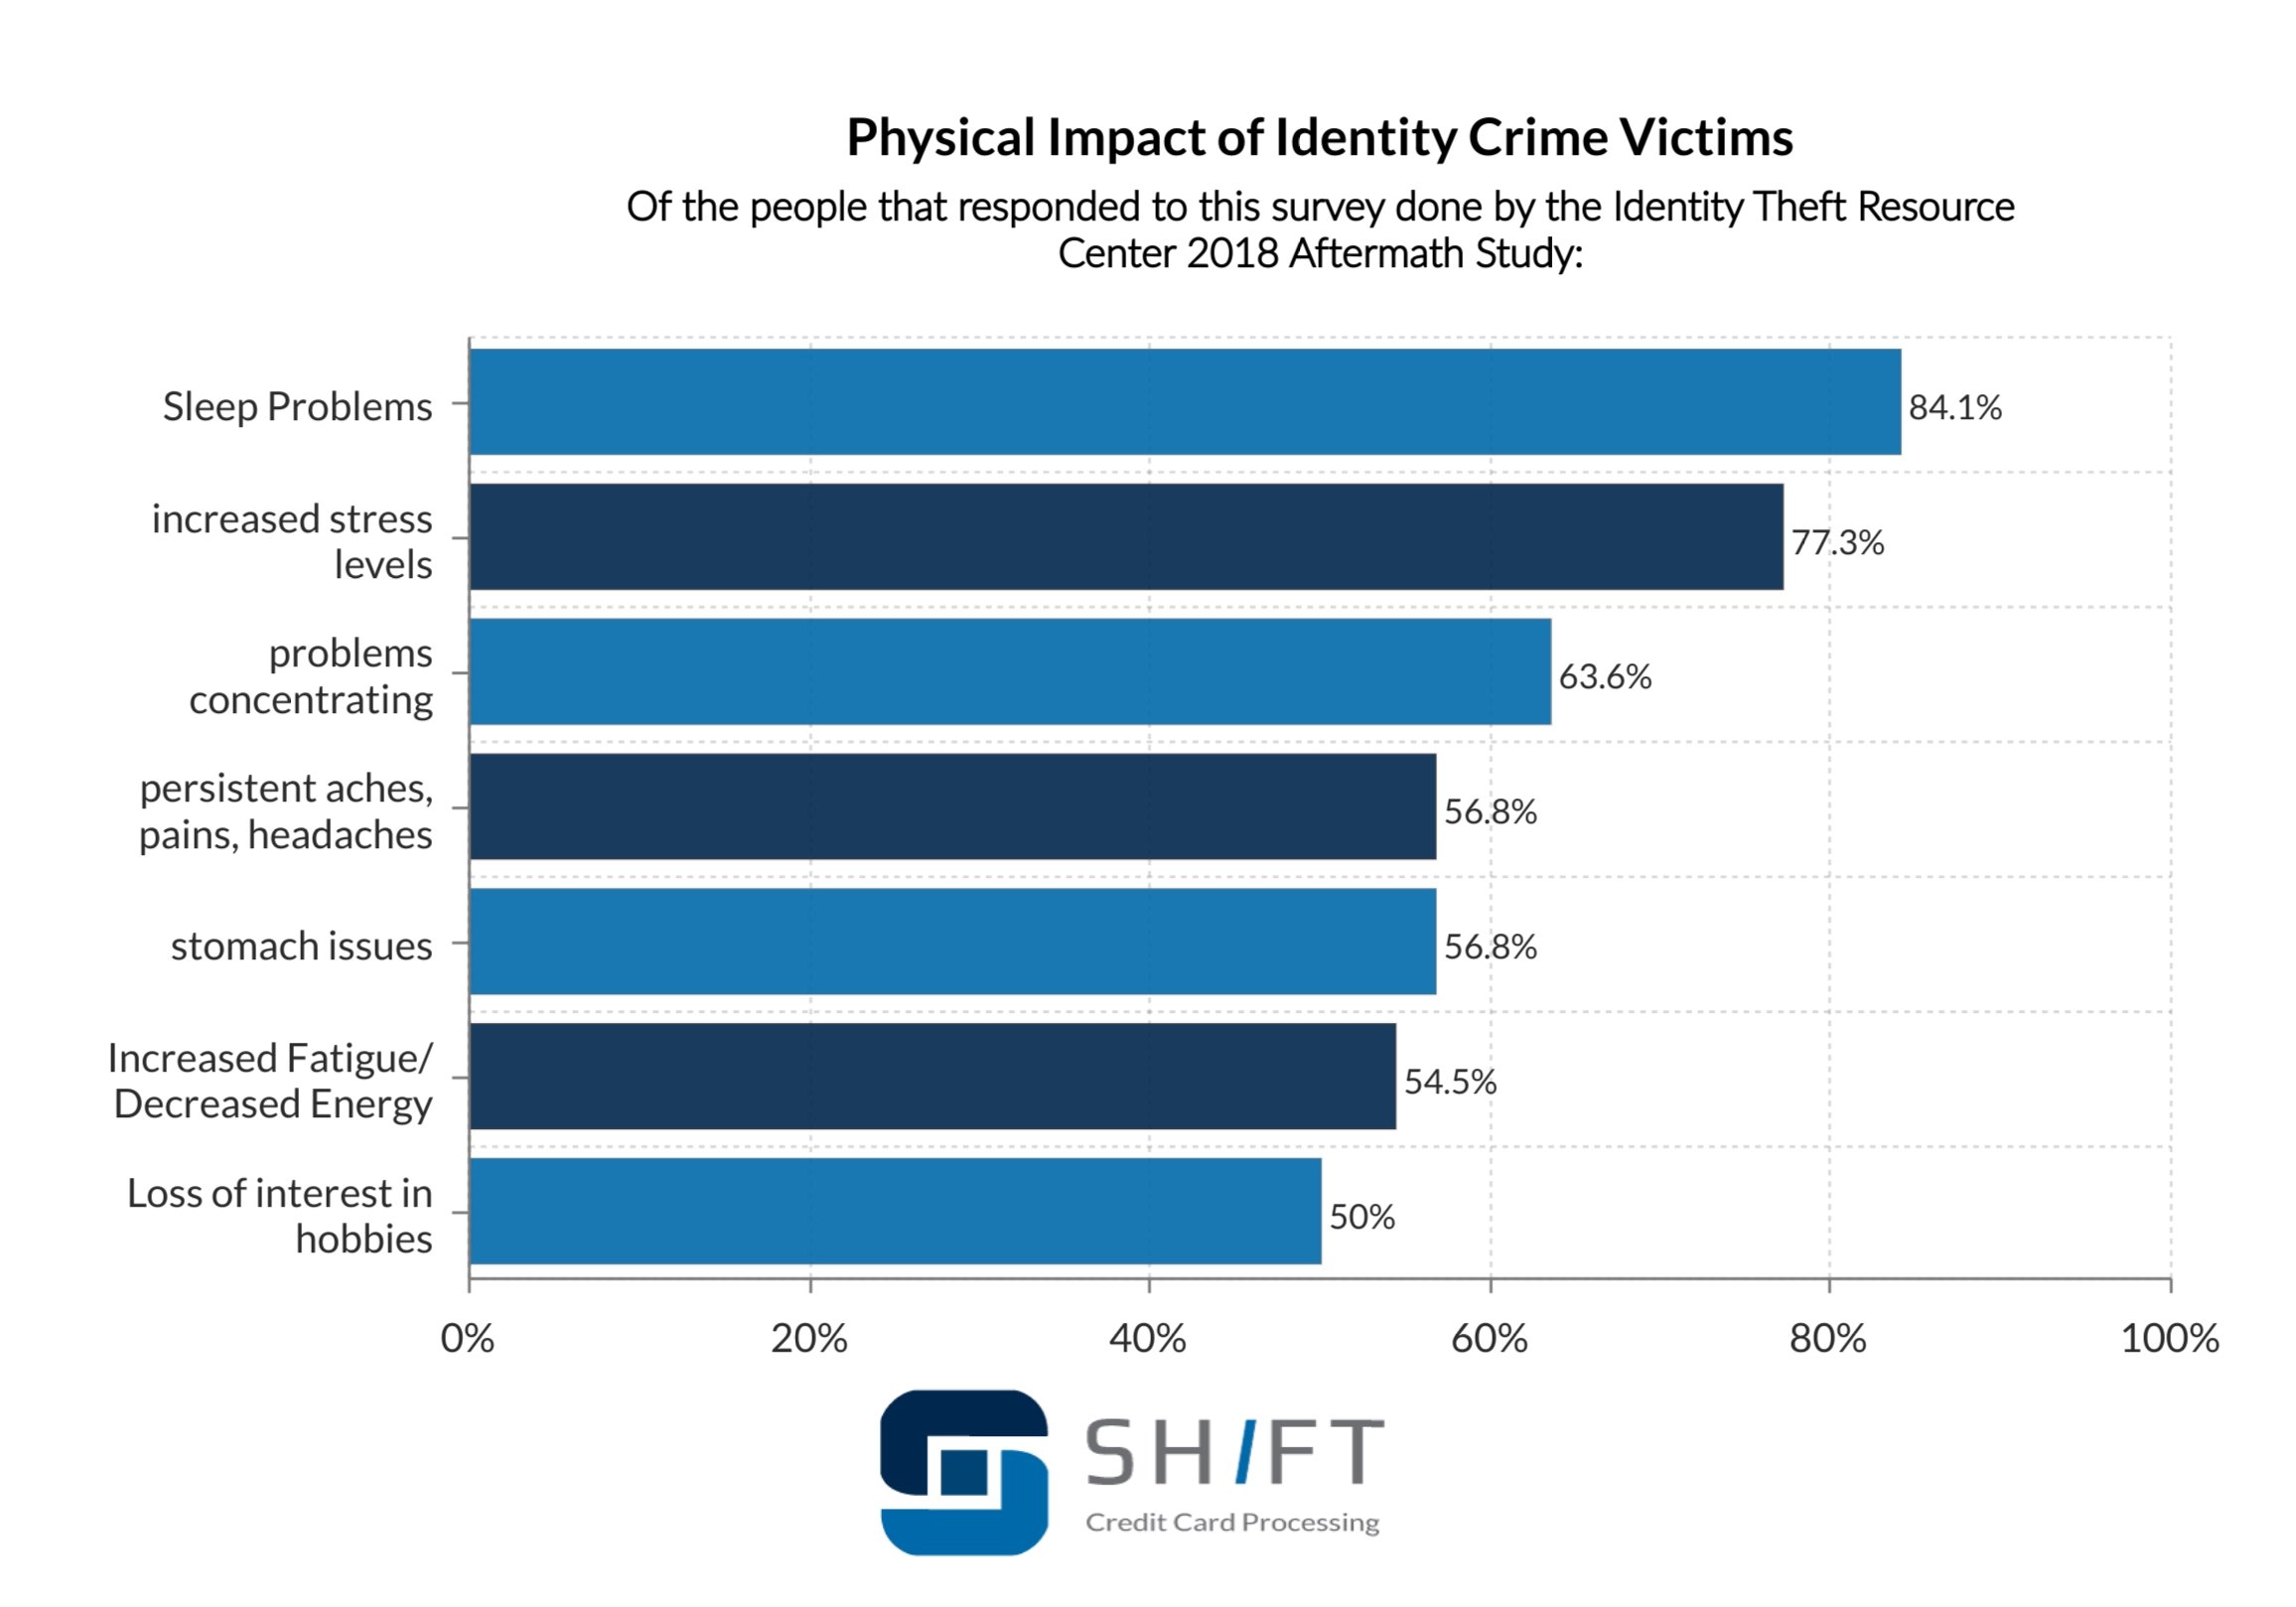 Physical Impact of Identity Crime Victims
Of the people that responded to this survey done by the Identity Theft Resource
Center 2018 Aftermath Study:
Sleep Problems
84.1%
increased stress
levels
77.3%
problems
concentrating
63.6%
persistent aches,
pains, headaches
56.8%
stomach issues
56.8%
Increased Fatigue/
Decreased Energy
54.5%
Loss of interest in
hobbies
50%
0% 20% 40% 60% 80% 100%
SHIFT
Credit Card Processing